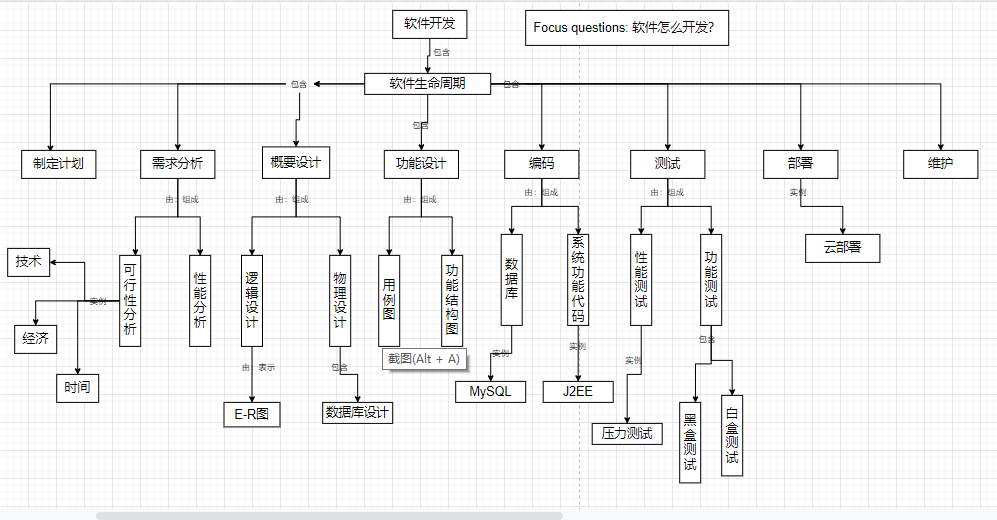 软件开发
Focus questions: 软件怎么开发?
包含
软件生命周期
包含
包含
包含
制定计划
需求分析
概要设计
功能设计
编码
测试
部署
维护
由：组成
由：组成
由：组成
由：组成
由：组成
实例
技术
可行性分析
性能分析
逻辑设计
物理设计
用例图
功能结构图
数据库
系统功能代码
性能测试
功能测试
云部署
实例
经济
时间
由：表示
包含
截图(Alt + A)
实例
实例
实例
包含
E-R图
数据库设计
MySQL
J2EE
压力测试
黑盒测试
白盒测试